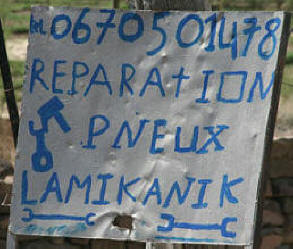 0670501478
REPARATION
PNEUX
LAMIKANIK